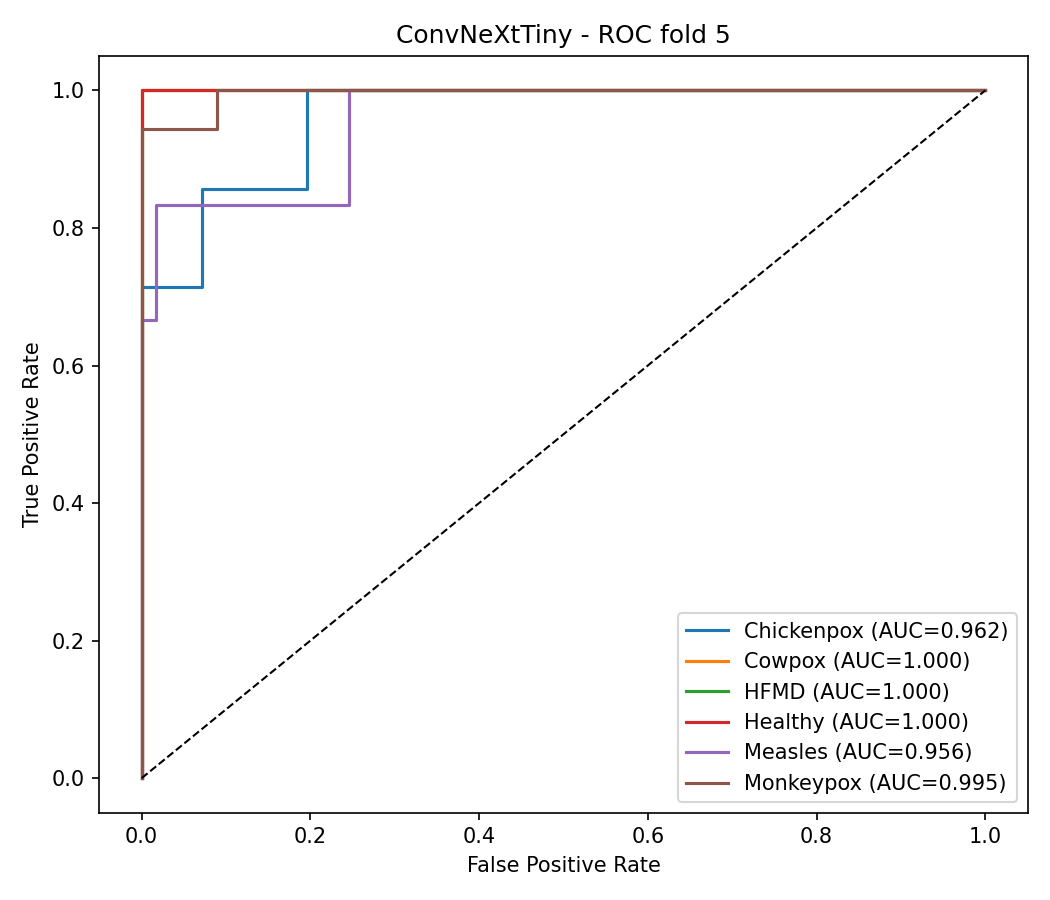 ConvNeXtTiny - ROC fold 5
True Positive Rate
1.0
0.8
0.6
0.4
0.2
0.0
Chickenpox (AUC=0.962)
Cowpox (AUC=1.000)
HFMD (AUC=1.000)
Healthy (AUC=1.000)
Measles (AUC=0.956)
Monkeypox (AUC=0.995)
0.0 0.2 0.4 0.6 0.8 1.0
False Positive Rate